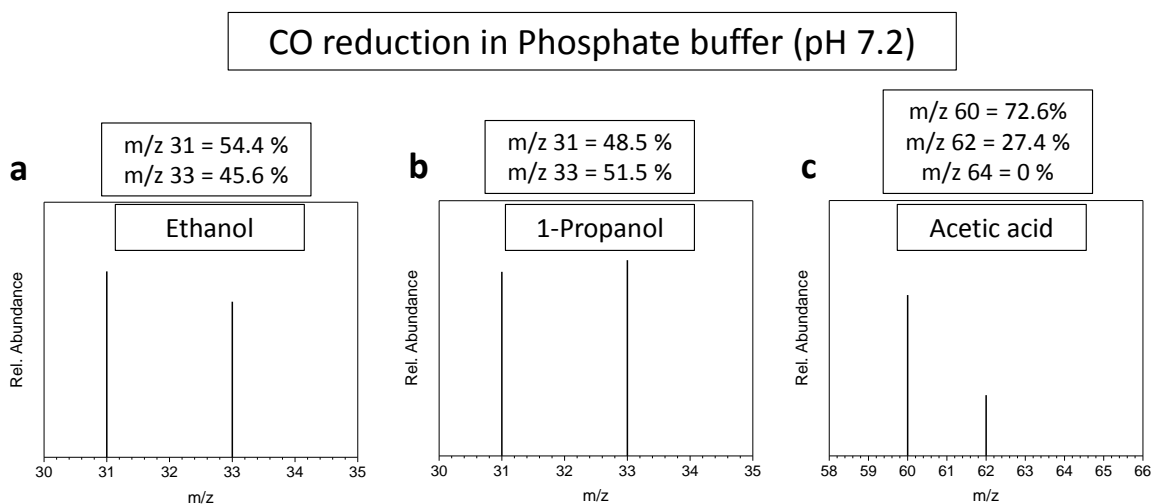 CO reduction in Phosphate buffer (pH 7.2)
a
m/z 31 = 54.4 %
m/z 33 = 45.6 %
Ethanol
Rel. Abundance
30 31 32 33 34 35
m/z
b
m/z 31 = 48.5 %
m/z 33 = 51.5 %
1-Propanol
Rel. Abundance
30 31 32 33 34 35
m/z
c
m/z 60 = 72.6%
m/z 62 = 27.4 %
m/z 64 = 0 %
Acetic acid
Rel. Abundance
58 59 60 62 63 64 65 66
m/z